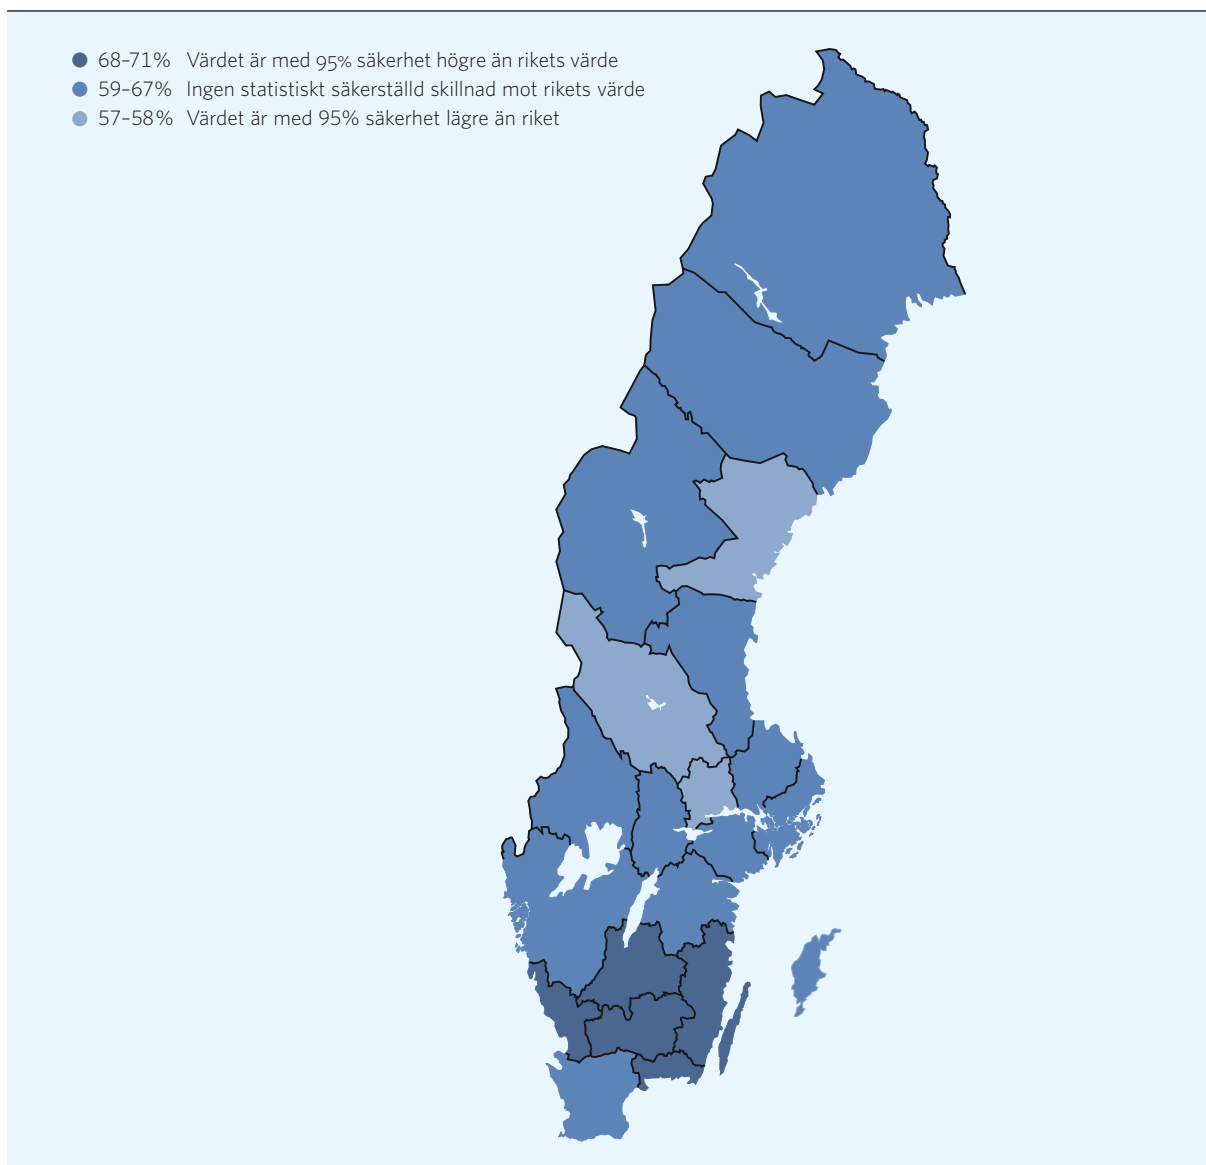 68–71% Värdet är med 95% säkerhet högre än rikets värde
59–67% Ingen statistiskt säkerställd skillnad mot rikets värde
57–58% Värdet är med 95% säkerhet lägre än riket